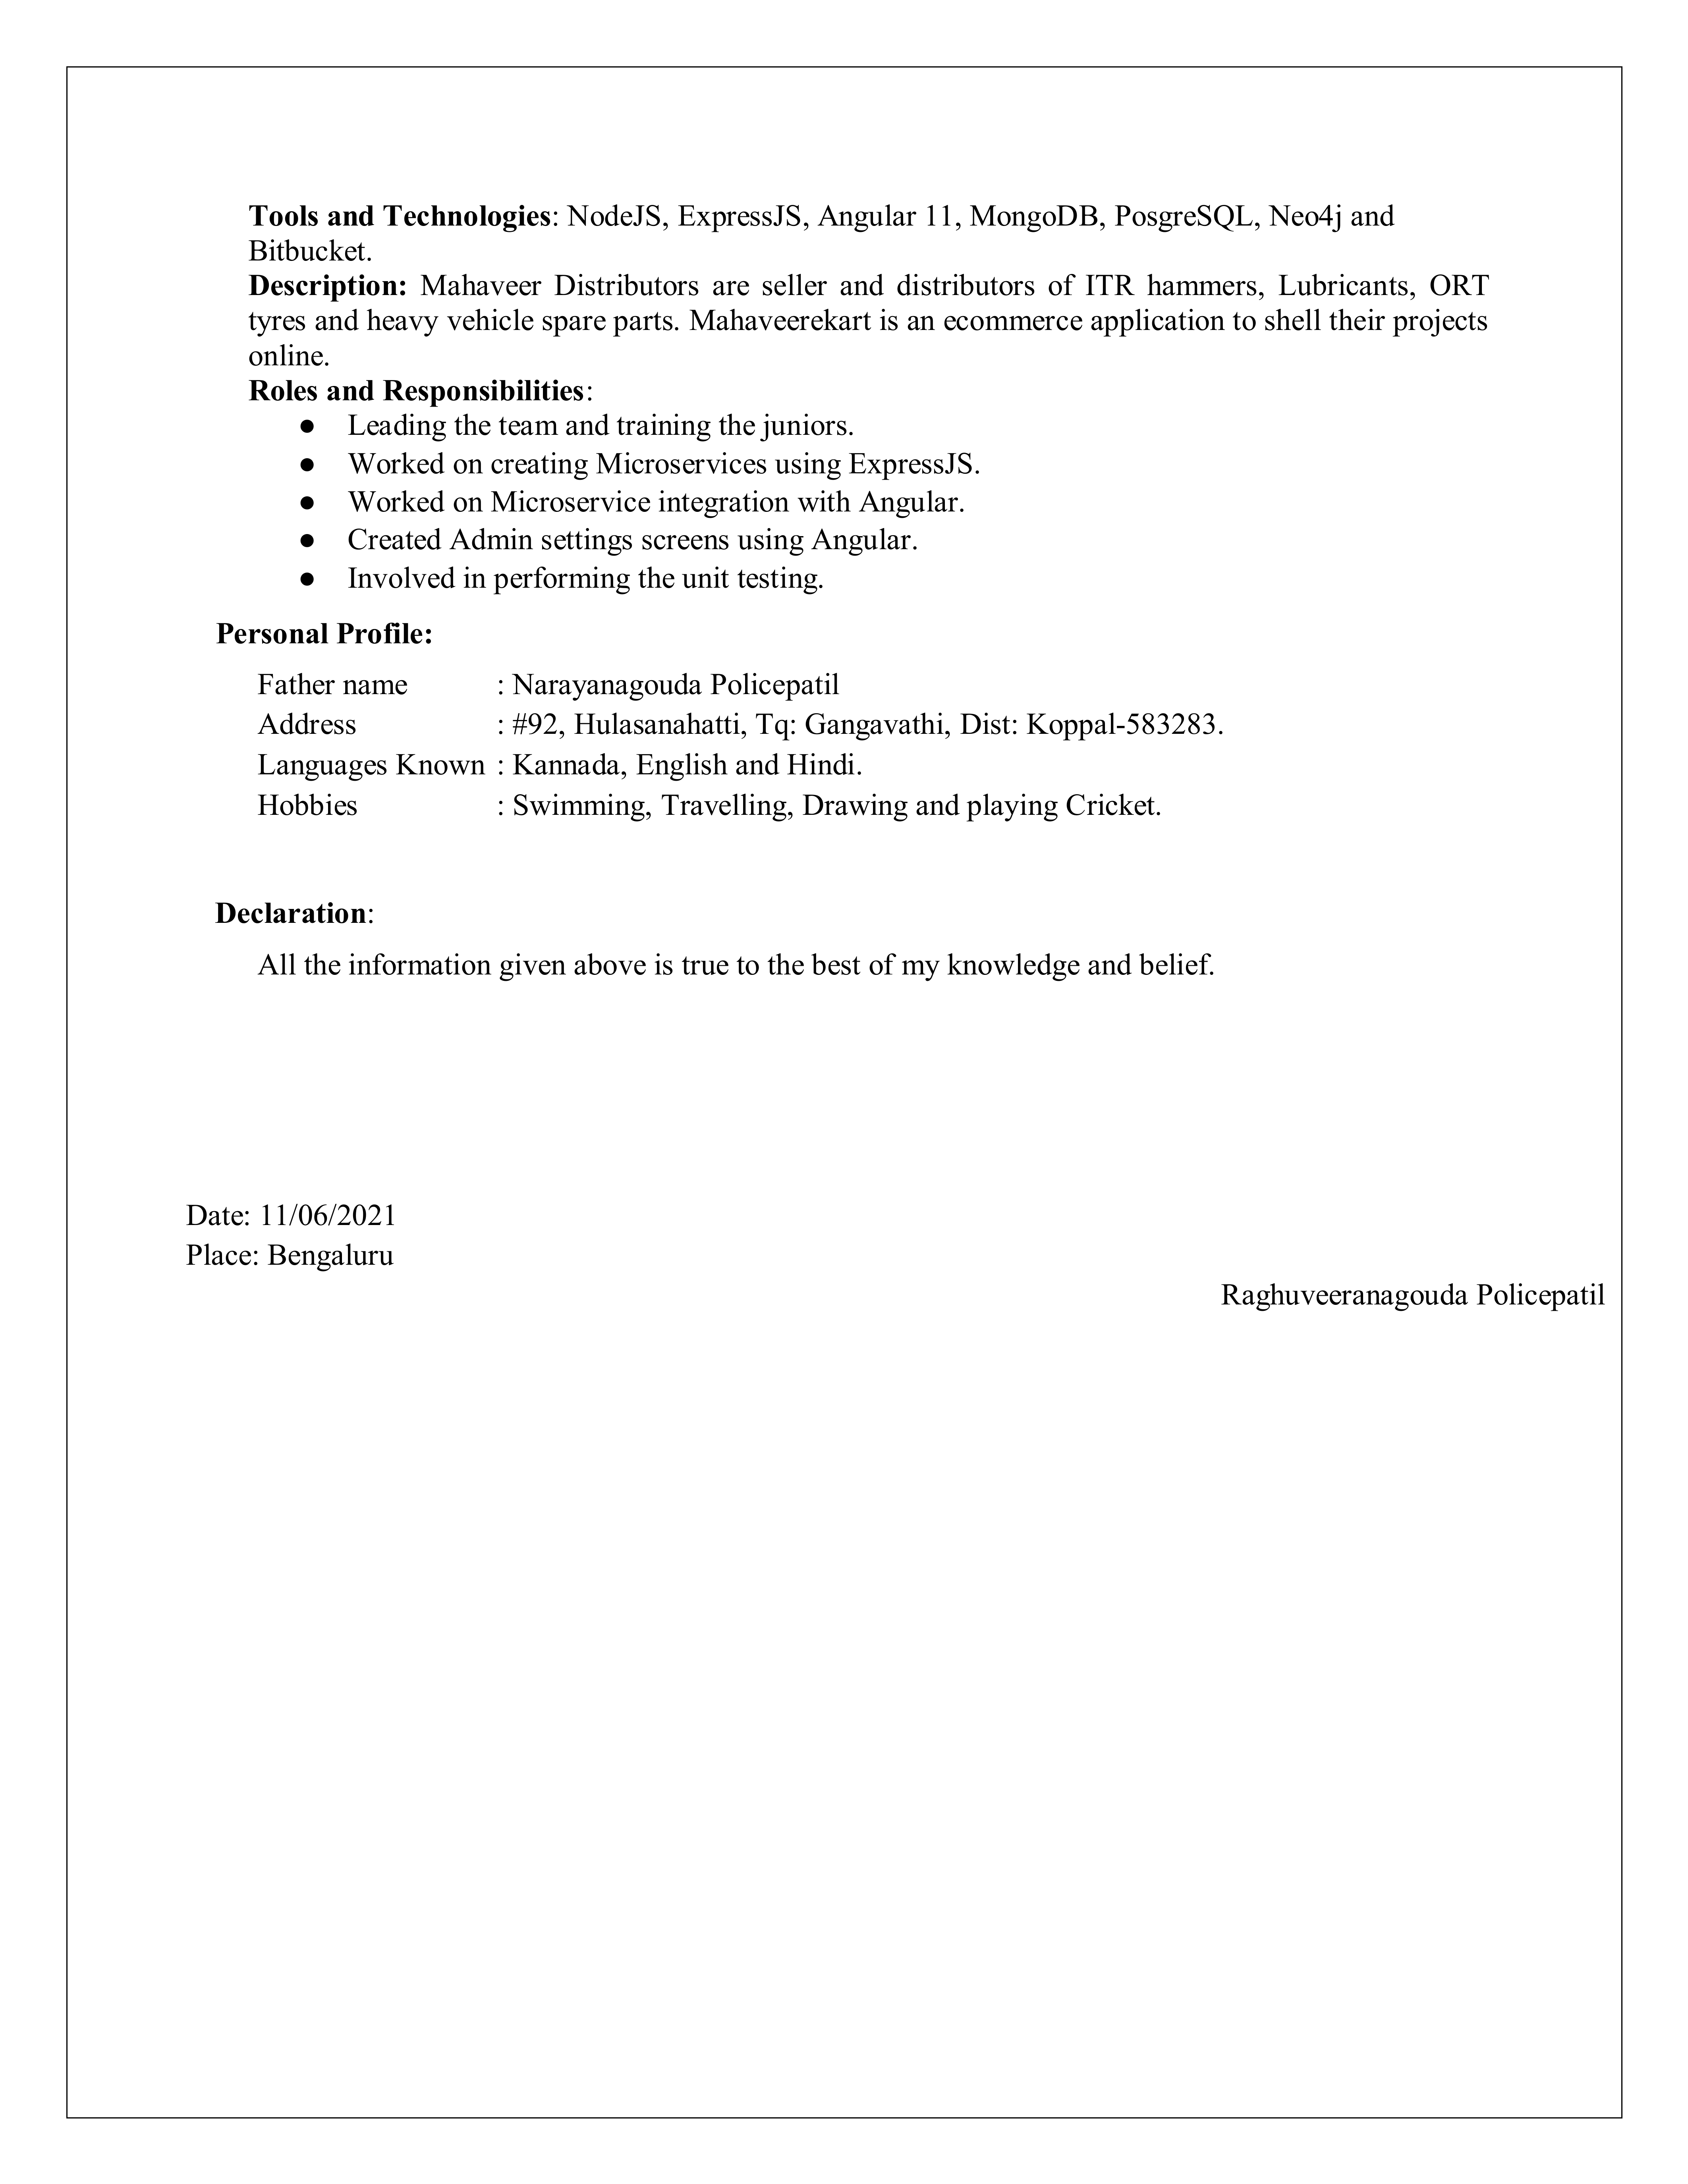 Tools and Technologies: NodeJS, ExpressJS, Angular 11, MongoDB, PosgreSQL, Neo4j and
Bitbucket.
Description: Mahaveer Distributors are seller and distributors of ITR hammers, Lubricants, ORT
tyres and heavy vehicle spare parts. Mahaveerekart is an ecommerce application to shell their projects
online.
Roles and Responsibilities:
● Leading the team and training the juniors.
● Worked on creating Microservices using ExpressJS.
● Worked on Microservice integration with Angular.
● Created Admin settings screens using Angular.
● Involved in performing the unit testing.
Personal Profile:
Father name : Narayanagouda Policepatil
Address : #92, Hulasanahatti, Tq: Gangavathi, Dist: Koppal-583283.
Languages Known : Kannada, English and Hindi.
Hobbies : Swimming, Travelling, Drawing and playing Cricket.
Declaration:
All the information given above is true to the best of my knowledge and belief.
Date: 11/06/2021
Place: Bengaluru
Raghuveeranagouda Policepatil